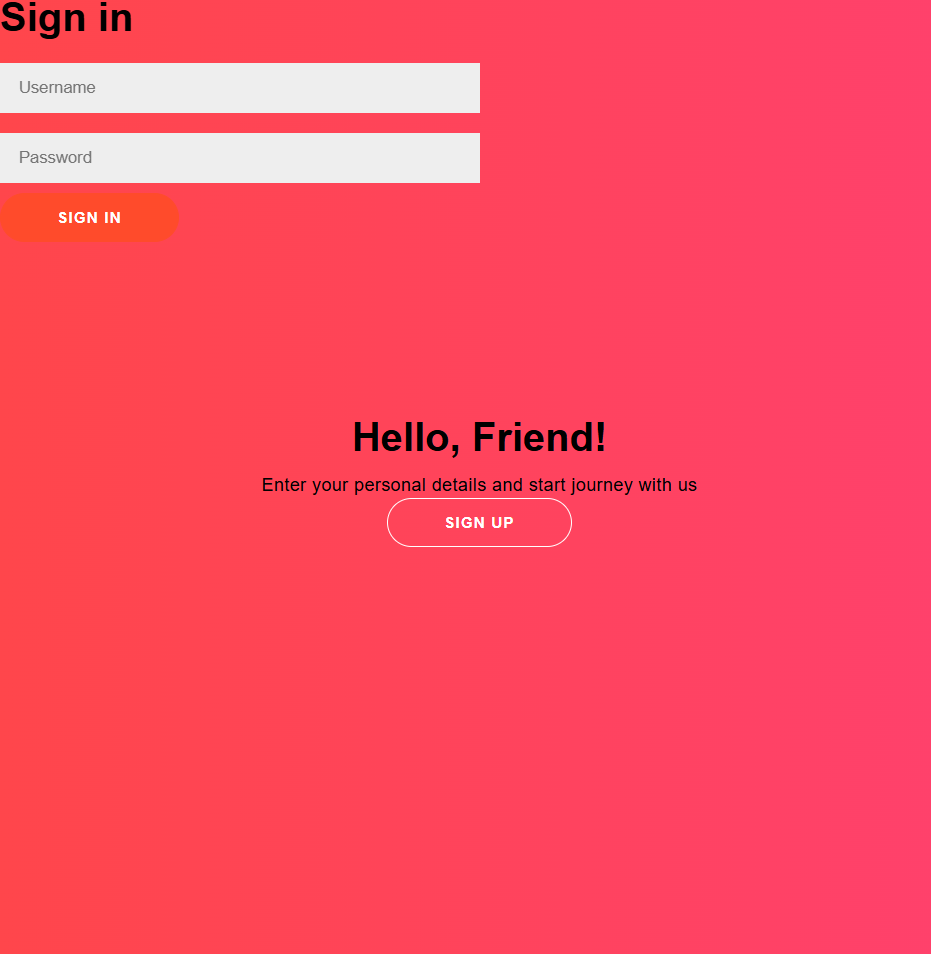 Sign in
Username
Password
SIGN IN
Hello, Friend!
Enter your personal details and start journey with us
SIGN UP